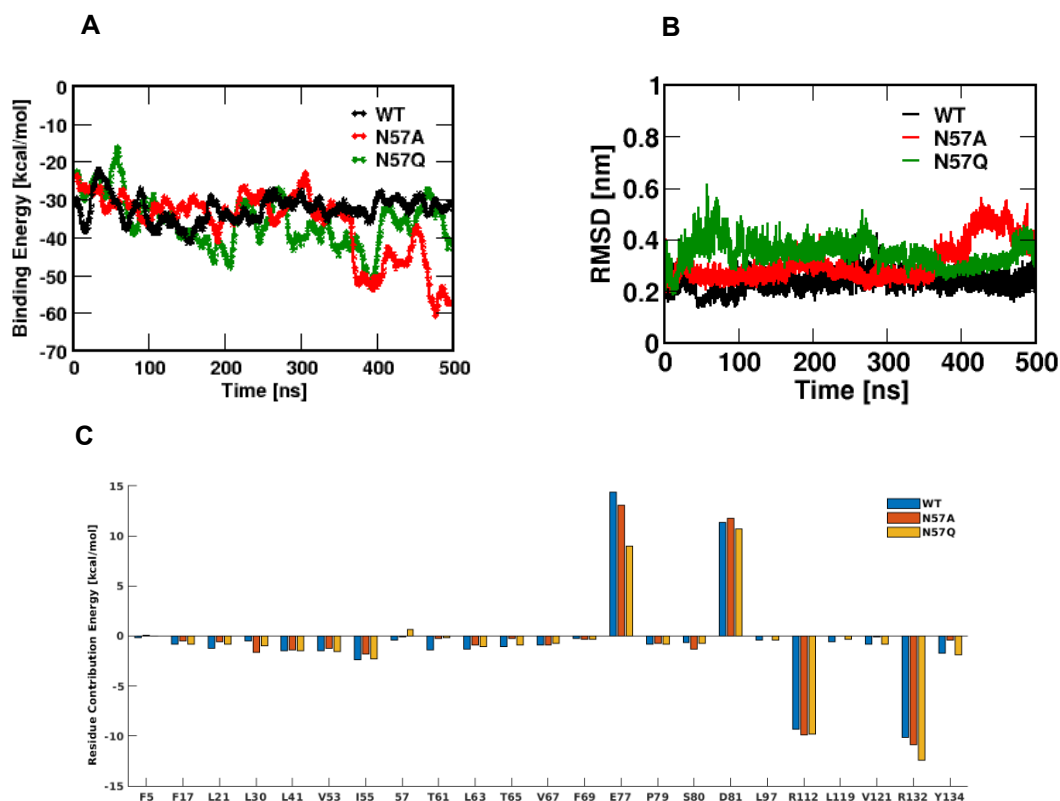 A
B
0
-10
-20
-30
-40
-50
-60
-70
Binding Energy [kcal/mol]
WT
N57A
N57Q
0 100 200 300 400 500
Time [ns]
1
0.8
0.6
0.4
0.2
0
RMSD [nm]
WT
N57A
N57Q
0 100 200 300 400 500
Time [ns]
C
15
10
5
0
-5
-10
-15
Residue Contribution Energy [kcal/mol]
WT
N57A
N57Q
F5 F17 L21 L30 L41 V53 I55 57 T61 L63 T65 V67 F69 E77 P79 S80 D81 L97 R112 L119 V121 R132 Y134